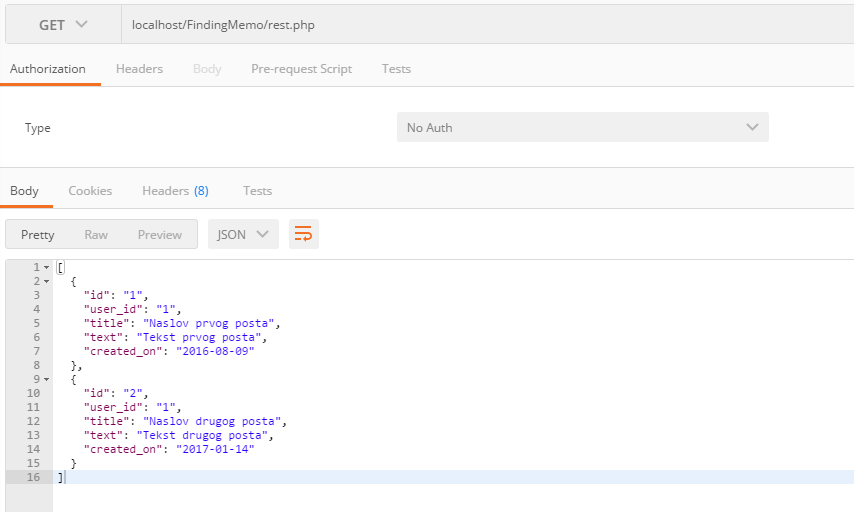 GET localhost/FindingMemo/rest.php
Authorization Headers Body Pre-request Script Tests
Type No Auth
Body Cookies Headers (8) Tests
Pretty Raw Preview JSON
1 [
2 {
3 "id": "1",
4 "user_id": "1",
5 "title": "Naslov prvog posta",
6 "text": "Tekst prvog posta",
7 "created_on": "2016-08-09"
8 },
9 {
10 "id": "2",
11 "user_id": "1",
12 "title": "Naslov drugog posta",
13 "text": "Tekst drugog posta",
14 "created_on": "2017-01-14"
15 }
16 ]